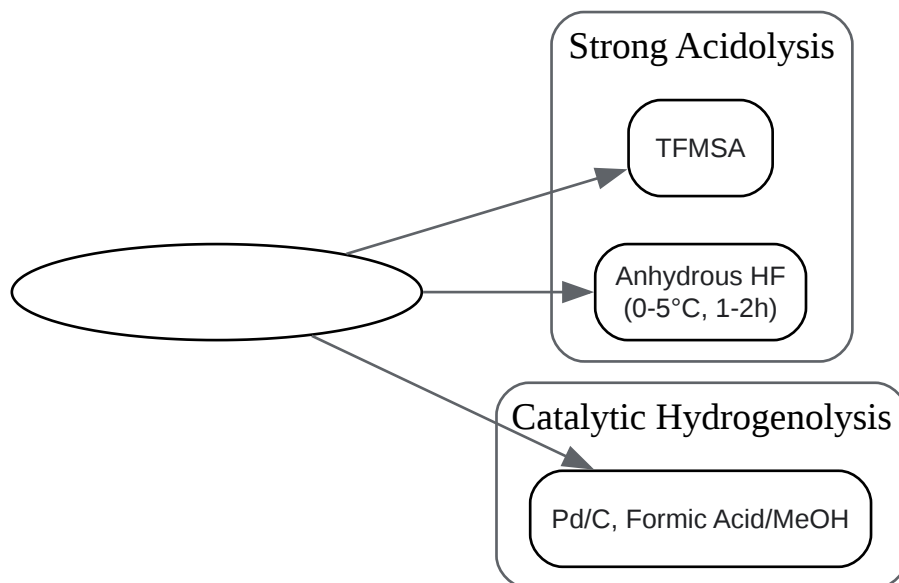 Strong Acidolysis
TFMSA
Anhydrous HF
(0-5°C, 1-2h)
Catalytic Hydrogenolysis
Pd/C, Formic Acid/MeOH